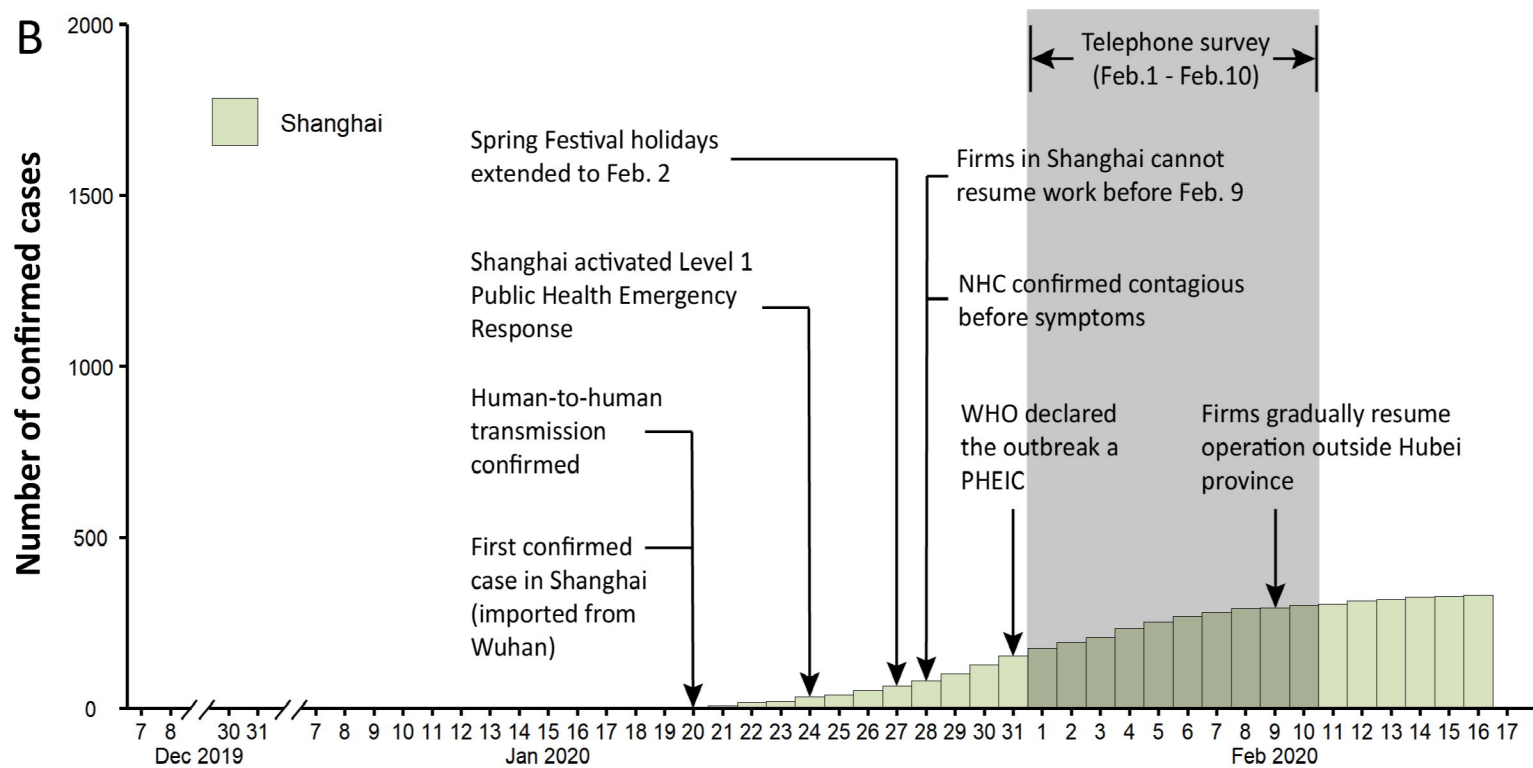 B
Number of confirmed cases
2000
1500
1000
500
0
Shanghai
Telephone survey
(Feb.1 - Feb.10)
Spring Festival holidays
extended to Feb. 2
Firms in Shanghai cannot
resume work before Feb. 9
Shanghai activated Level 1
Public Health Emergency
Response
NHC confirmed contagious
before symptoms
Human-to-human
transmission
confirmed
WHO declared
the outbreak a
PHEIC
Firms gradually resume
operation outside Hubei
province
First confirmed
case in Shanghai
(imported from
Wuhan)
7 8 30 31 7 8 9 10 11 12 13 14 15 16 17 18 19 20 21 22 23 24 25 26 27 28 29 30 31 1 2 3 4 5 6 7 8 9 10 11 12 13 14 15 16 17
Dec 2019 Jan 2020 Feb 2020